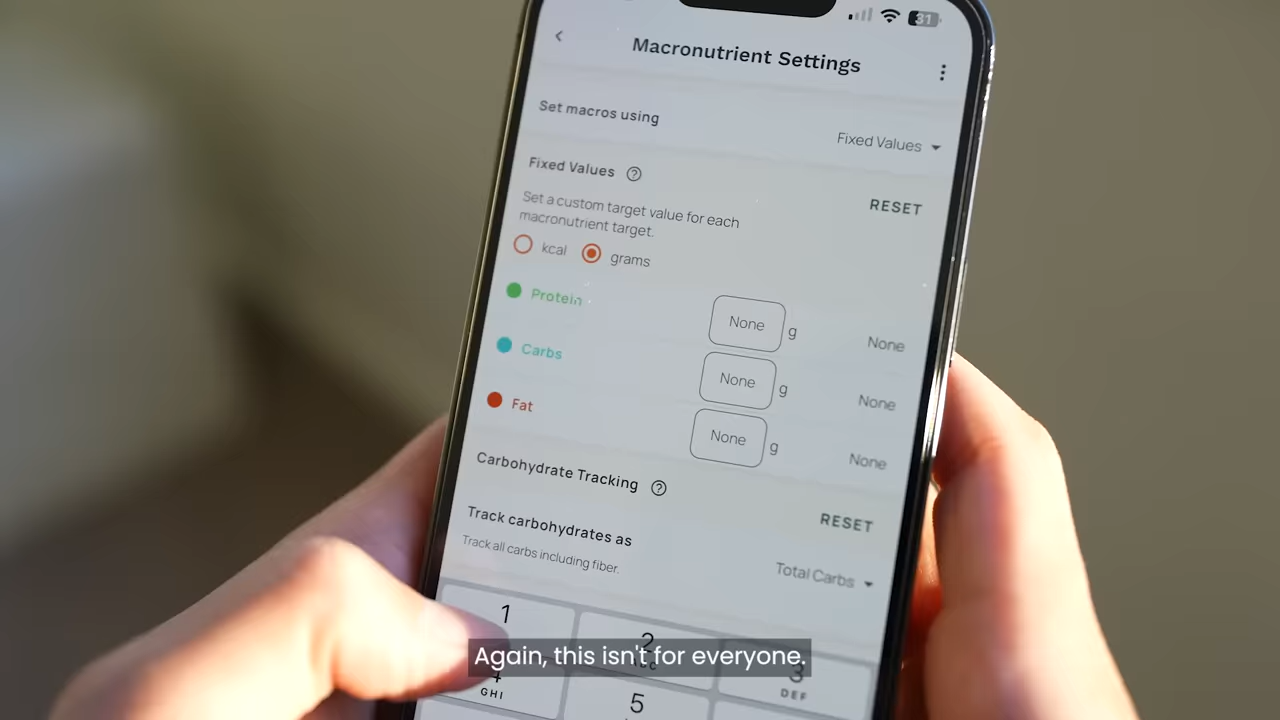 31
Macronutrient Settings
Set macros using
Fixed Values
Fixed Values
RESET
Set a custom target value for each
macronutrient target.
kcal grams
Protein None g None
Carbs None g None
Fat None g None
Carbohydrate Tracking
RESET
Track carbohydrates as
Track all carbs including fiber.
Total Carbs
1 2 3
DEF
4 5
GHI
Again, this isn't for everyone.